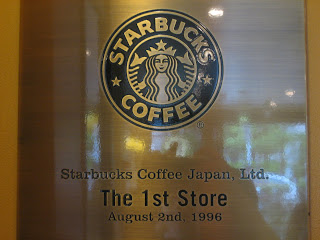 STARBUCKS
COFFEE
®
Starbucks Coffee Japan, Ltd.
The 1st Store
August 2nd, 1996